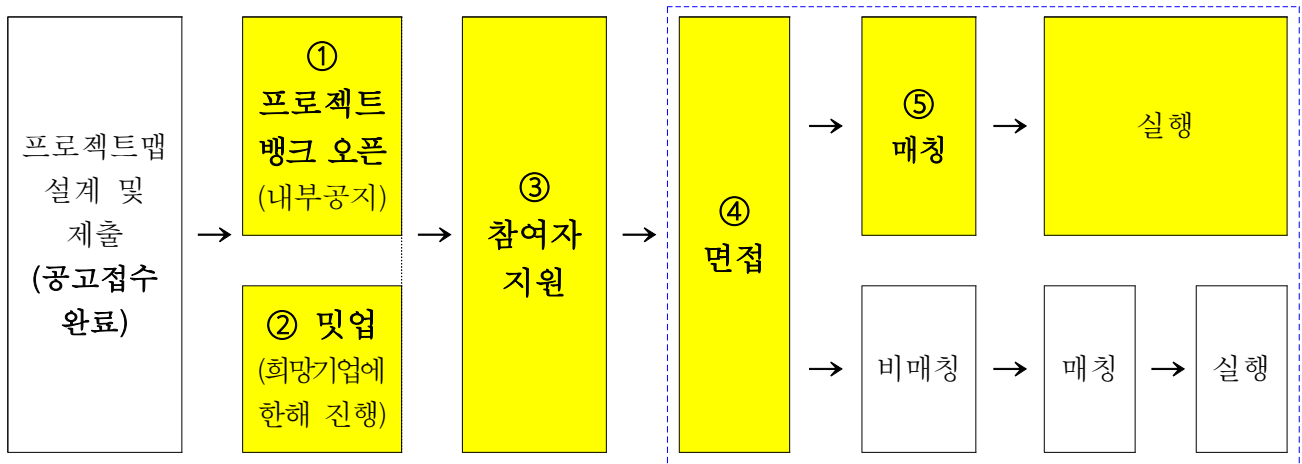 프로젝트맵
설계 및
제출
(공고접수
완료)
→
①
프로젝트
뱅크 오픈
(내부공지)
② 밋업
(희망기업에
한해 진행)
→
③
참여자
지원
→
④
면접
→
⑤
매칭
→
실행
→
비매칭
→
매칭
→
실행